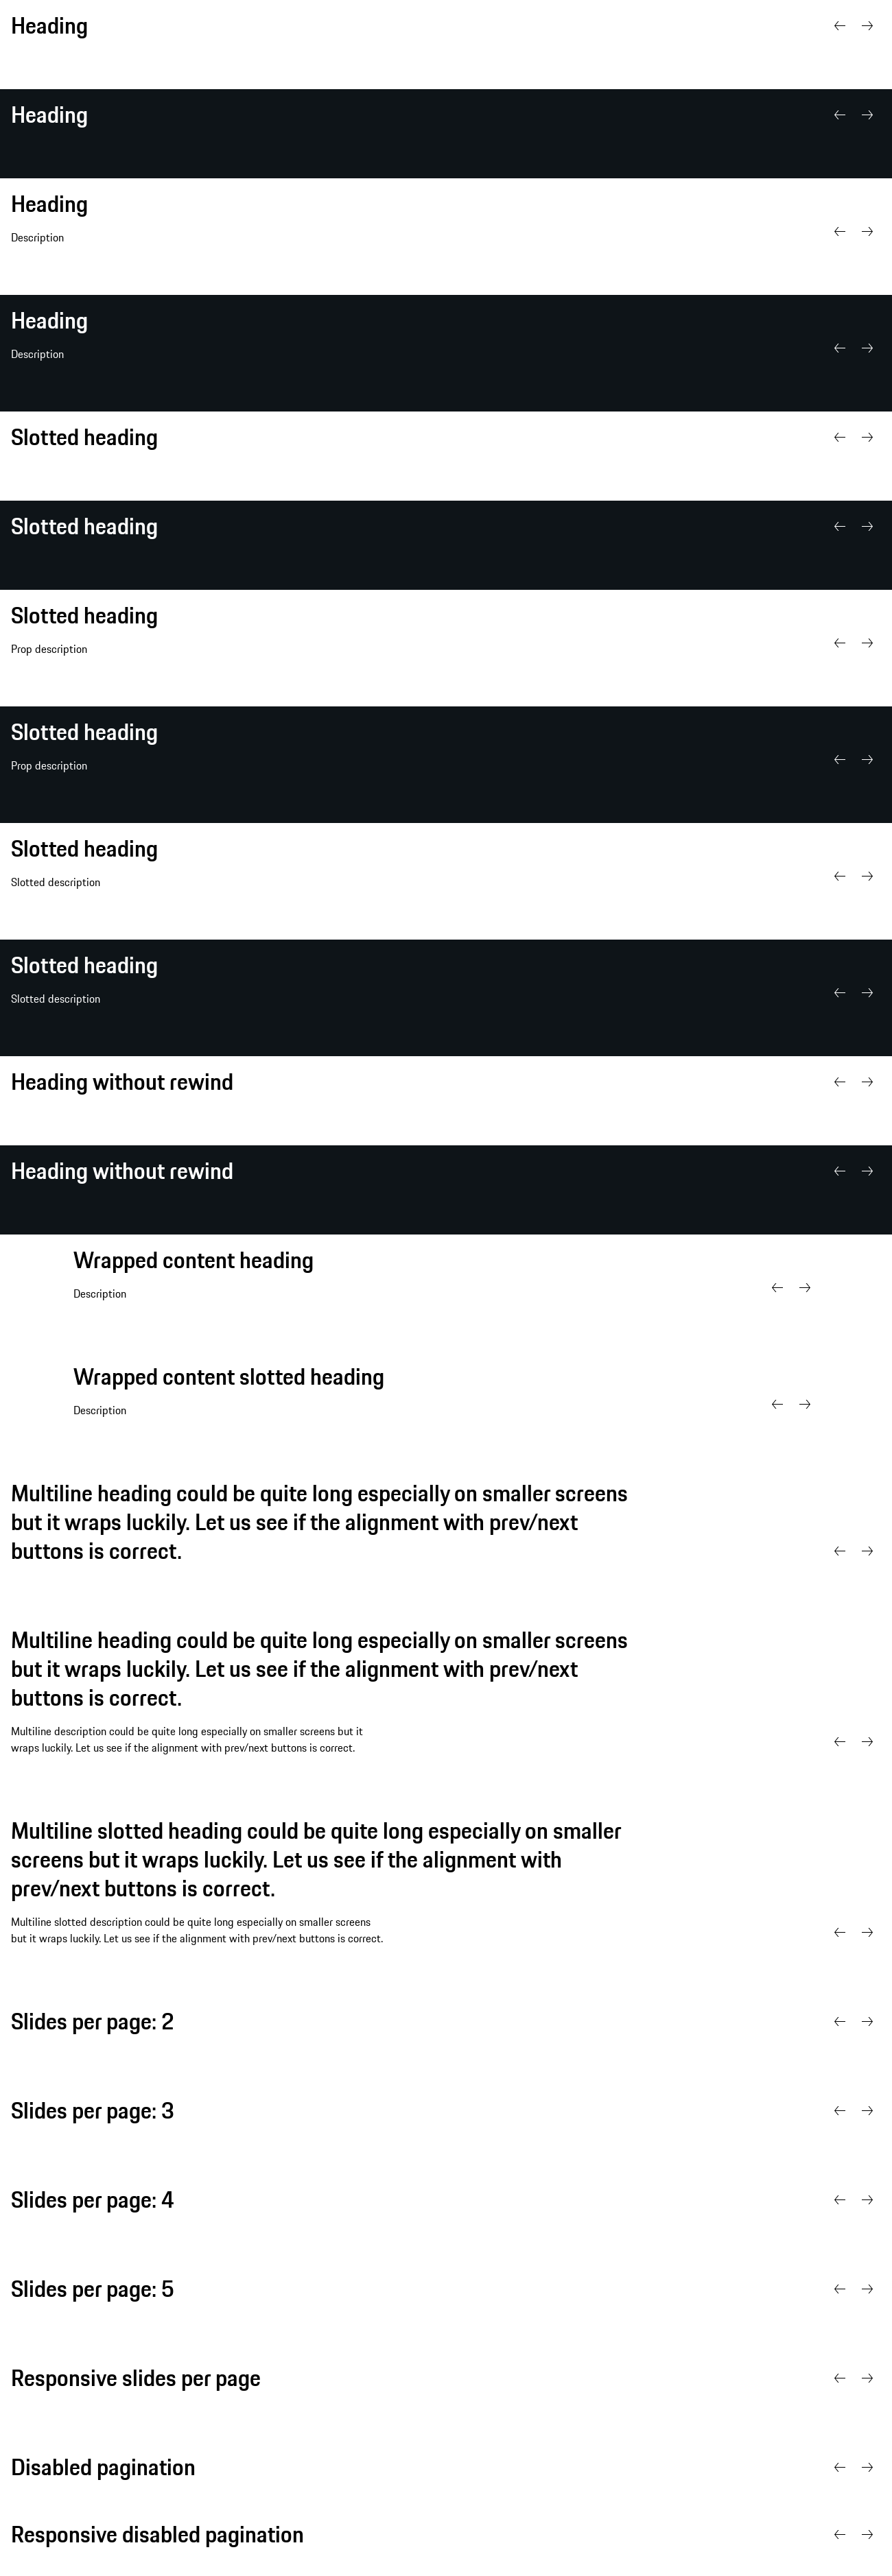 Heading
Heading
Heading
Description
Heading
Description
Slotted heading
Slotted heading
Slotted heading
Prop description
Slotted heading
Prop description
Slotted heading
Slotted description
Slotted heading
Slotted description
Heading without rewind
Heading without rewind
Wrapped content heading
Description
Wrapped content slotted heading
Description
Multiline heading could be quite long especially on smaller screens
but it wraps luckily. Let us see if the alignment with prev/next
buttons is correct.
Multiline heading could be quite long especially on smaller screens
but it wraps luckily. Let us see if the alignment with prev/next
buttons is correct.
Multiline description could be quite long especially on smaller screens but it
wraps luckily. Let us see if the alignment with prev/next buttons is correct.
Multiline slotted heading could be quite long especially on smaller
screens but it wraps luckily. Let us see if the alignment with
prev/next buttons is correct.
Multiline slotted description could be quite long especially on smaller screens
but it wraps luckily. Let us see if the alignment with prev/next buttons is correct.
Slides per page: 2
Slides per page: 3
Slides per page: 4
Slides per page: 5
Responsive slides per page
Disabled pagination
Responsive disabled pagination